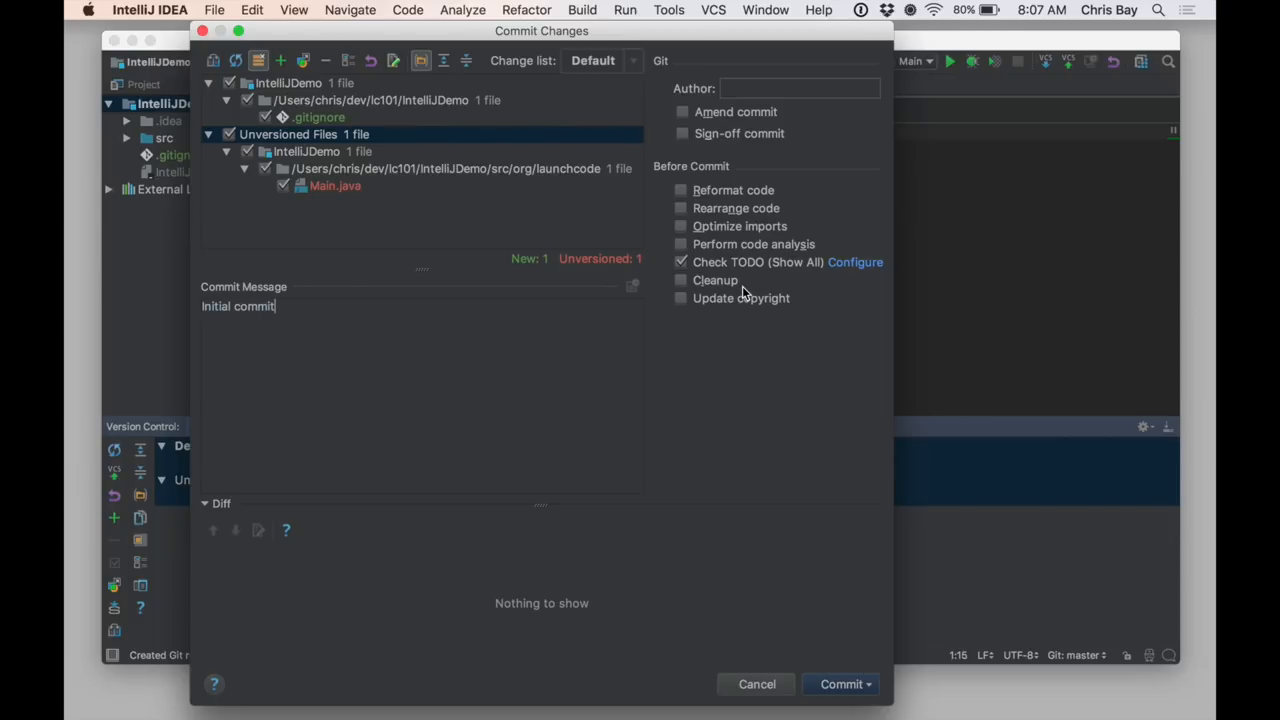 IntelliJ IDEA File Edit View Navigate Code Analyze Refactor Build Run Tools VCS Window Help 80% 8:07 AM Chris Bay
Commit Changes
IntelliJDemo
Change list: Default
Git
Main
Project
IntelliJDemo 1 file
Author:
IntelliJDe
/Users/chris/dev/lc101/IntelliJDemo 1 file
Amend commit
.idea
.gitignore
Sign-off commit
src
Unversioned Files 1 file
.gitign
IntelliJDemo 1 file
Before Commit
IntelliJD
/Users/chris/dev/lc101/IntelliJDemo/src/org/launchcode 1 file
External L
Main.java
Reformat code
Rearrange code
Optimize imports
Perform code analysis
New: 1 Unversioned: 1
Check TODO (Show All) Configure
Cleanup
Commit Message
Update copyright
Initial commit
Version Control:
De
VCS
Un
Diff
Nothing to show
Created Git r
1:15 LF UTF-8 Git: master
Cancel Commit